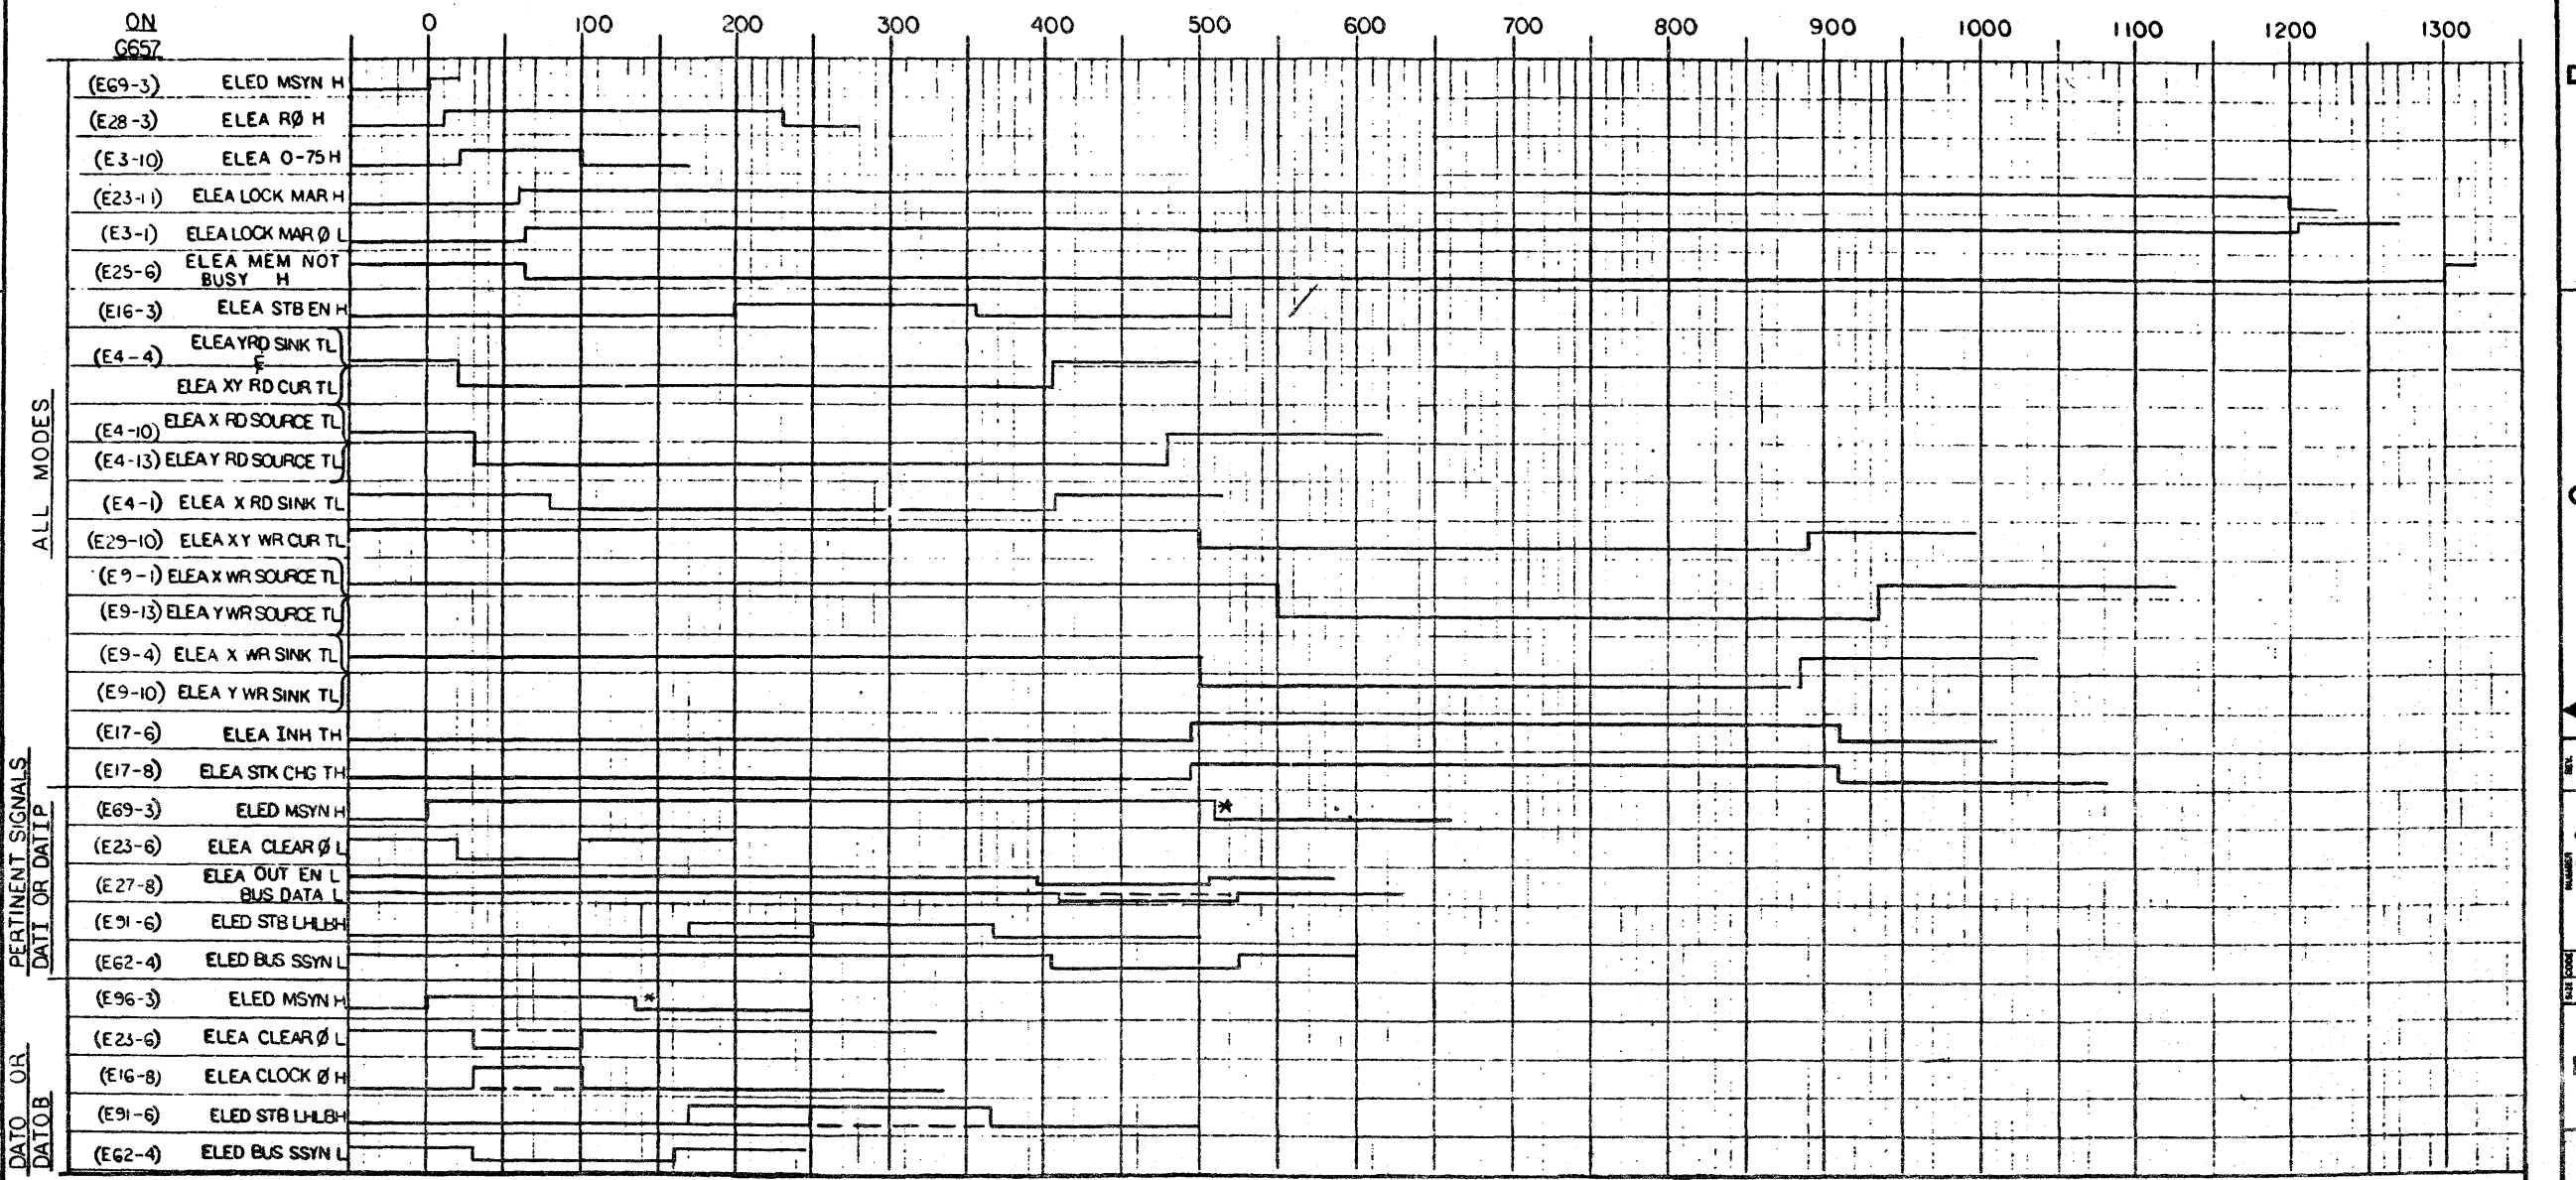 ON
G657
0 100 200 300 400 500 600 700 800 900 1000 1100 1200 1300
(E69-3) ELED MSYN H
(E28-3) ELEA RØ H
(E3-10) ELEA 0-75H
(E23-11) ELEA LOCK MAR H
(E3-1) ELEA LOCK MAR Ø L
(E25-6) ELEA MEM NOT
BUSY H
(E16-3) ELEA STB EN H
(E4-4) ELEA YRD SINK TL
ELEA XY RD CUR TL
(E4-10) ELEA X RD SOURCE TL
(E4-13) ELEA Y RD SOURCE TL
(E4-1) ELEA X RD SINK TL
(E29-10) ELEA XY WR CUR TL
(E9-1) ELEA X WR SOURCE TL
(E9-13) ELEA Y WR SOURCE TL
(E9-4) ELEA X WR SINK TL
(E9-10) ELEA Y WR SINK TL
(E17-6) ELEA INH TH
(E17-8) ELEA STK CHG TH
ALL MODES
(E69-3) ELED MSYN H *
(E23-6) ELEA CLEAR Ø L
(E27-8) ELEA OUT EN L
BUS DATA L
(E91-6) ELED STB LHLBH
(E62-4) ELED BUS SSYN L
PERTINENT SIGNALS
DATI OR DATIP
(E96-3) ELED MSYN H *
(E23-6) ELEA CLEAR Ø L
(E16-8) ELEA CLOCK Ø H
(E91-6) ELED STB LHLBH
(E62-4) ELED BUS SSYN L
DATO OR
DATOB
REV.
NUMBER
SIZE CODE